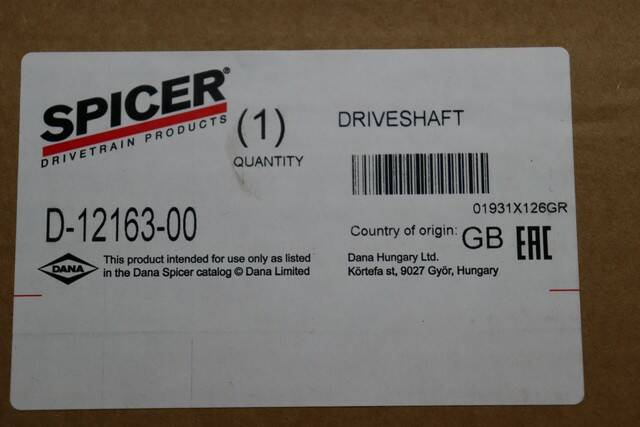 SPICER®
DRIVETRAIN PRODUCTS
(1)
QUANTITY
DRIVESHAFT
01931X126GR
D-12163-00
Country of origin: GB
EAC
DANA
This product intended for use only as listed
in the Dana Spicer catalog © Dana Limited
Dana Hungary Ltd.
Körtefa st, 9027 Győr, Hungary